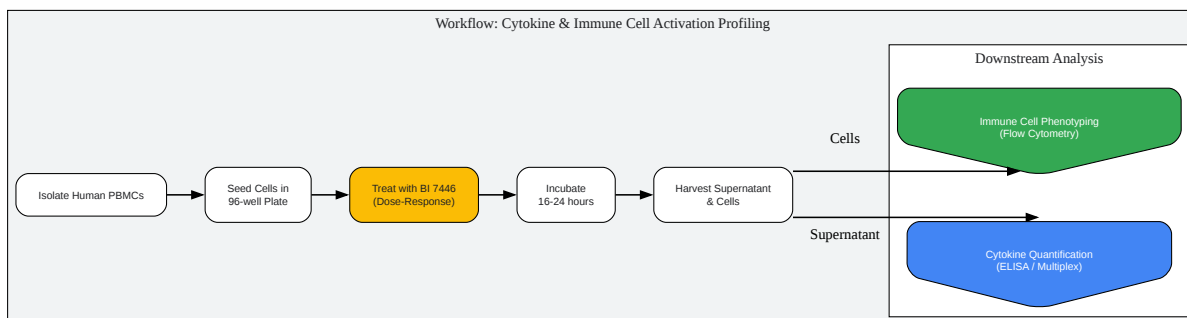 Workflow: Cytokine & Immune Cell Activation Profiling
Downstream Analysis
Immune Cell Phenotyping
(Flow Cytometry)
Cells
Isolate Human PBMCs
Seed Cells in
96-well Plate
Treat with BI 7446
(Dose-Response)
Incubate
16-24 hours
Harvest Supernatant
& Cells
Supernatant
Cytokine Quantification
(ELISA / Multiplex)